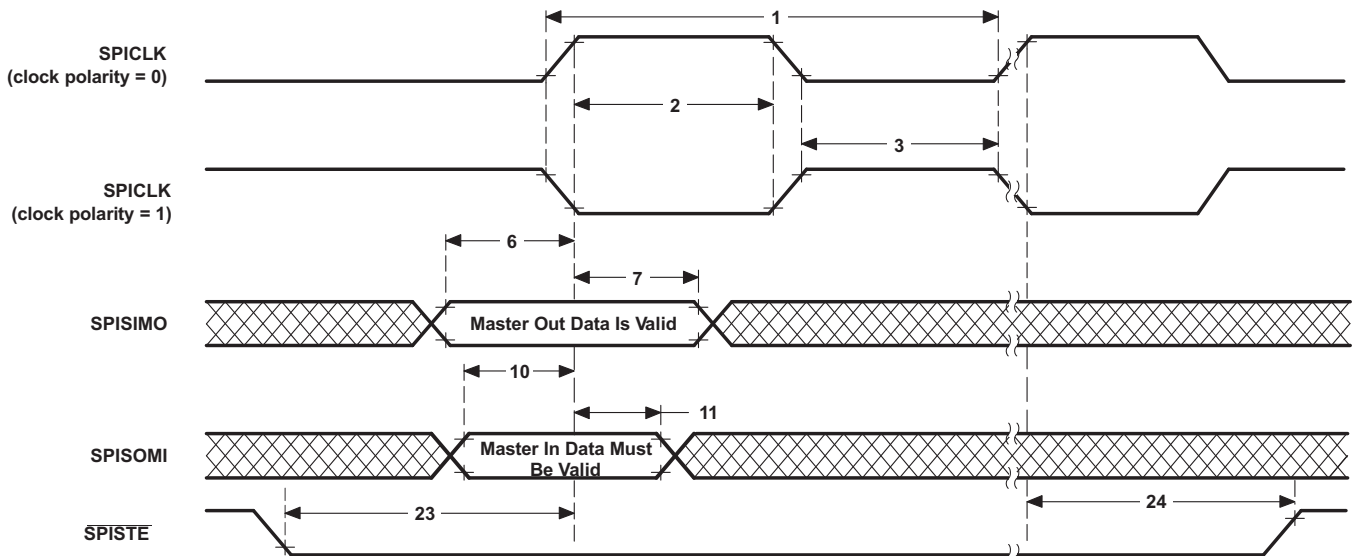 1
SPICLK
(clock polarity = 0)
2
3
SPICLK
(clock polarity = 1)
6
7
SPISIMO
Master Out Data Is Valid
10
11
SPISOMI
Master In Data Must
Be Valid
23
24
SPISTE